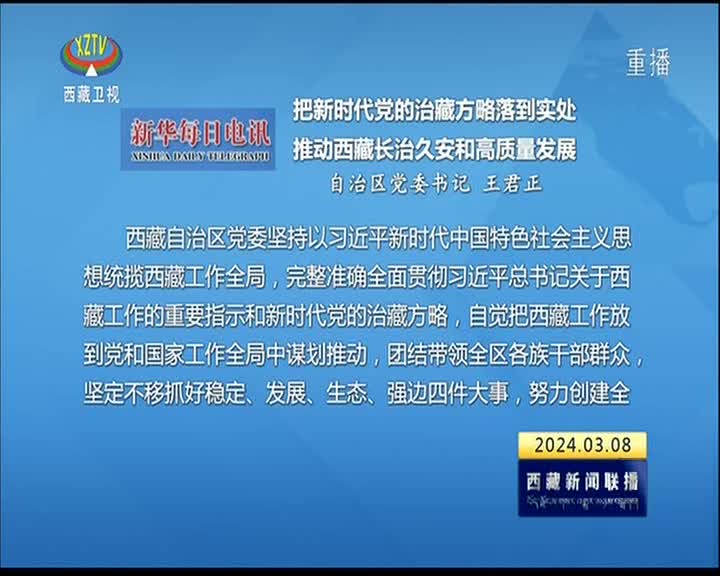 XZTV
西藏卫视
重播
新华每日电讯
XINHUA DAILY TELEGRAPH
把新时代党的治藏方略落到实处
推动西藏长治久安和高质量发展
自治区党委书记 王君正
西藏自治区党委坚持以习近平新时代中国特色社会主义思
想统揽西藏工作全局，完整准确全面贯彻习近平总书记关于西
藏工作的重要指示和新时代党的治藏方略，自觉把西藏工作放
到党和国家工作全局中谋划推动，团结带领全区各族干部群众，
坚定不移抓好稳定、发展、生态、强边四件大事，努力创建全
2024.03.08
西藏新闻联播